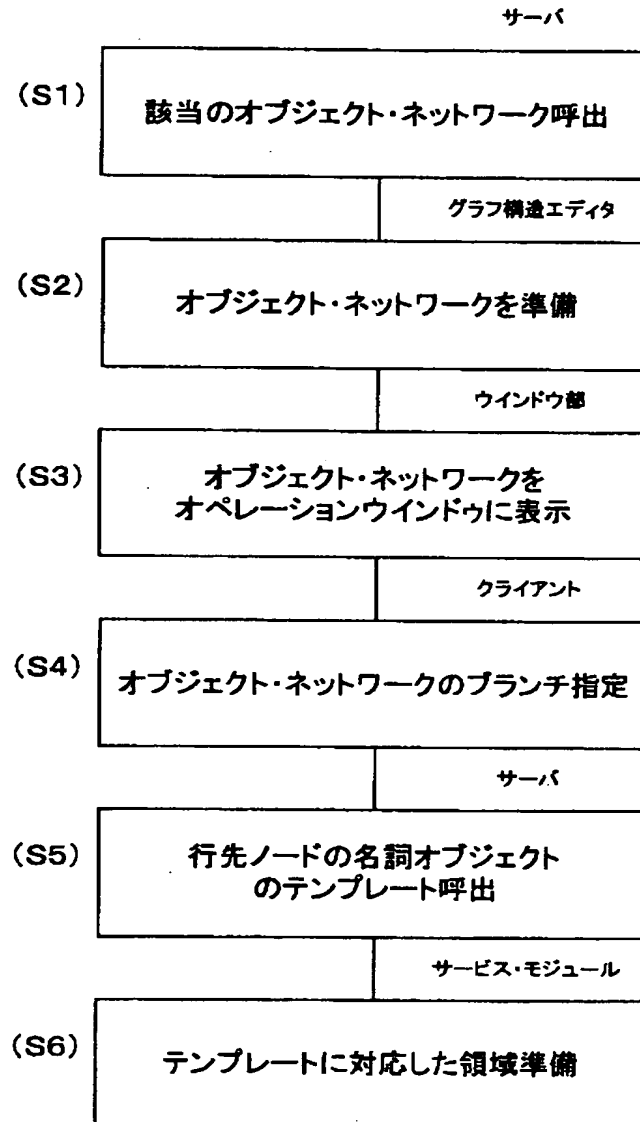 サーバ
(S1)
該当のオブジェクト・ネットワーク呼出
グラフ構造エディタ
(S2)
オブジェクト・ネットワークを準備
ウインドウ部
(S3)
オブジェクト・ネットワークを
オペレーションウインドゥに表示
クライアント
(S4)
オブジェクト・ネットワークのブランチ指定
サーバ
(S5)
行先ノードの名詞オブジェクト
のテンプレート呼出
サービス・モジュール
(S6)
テンプレートに対応した領域準備